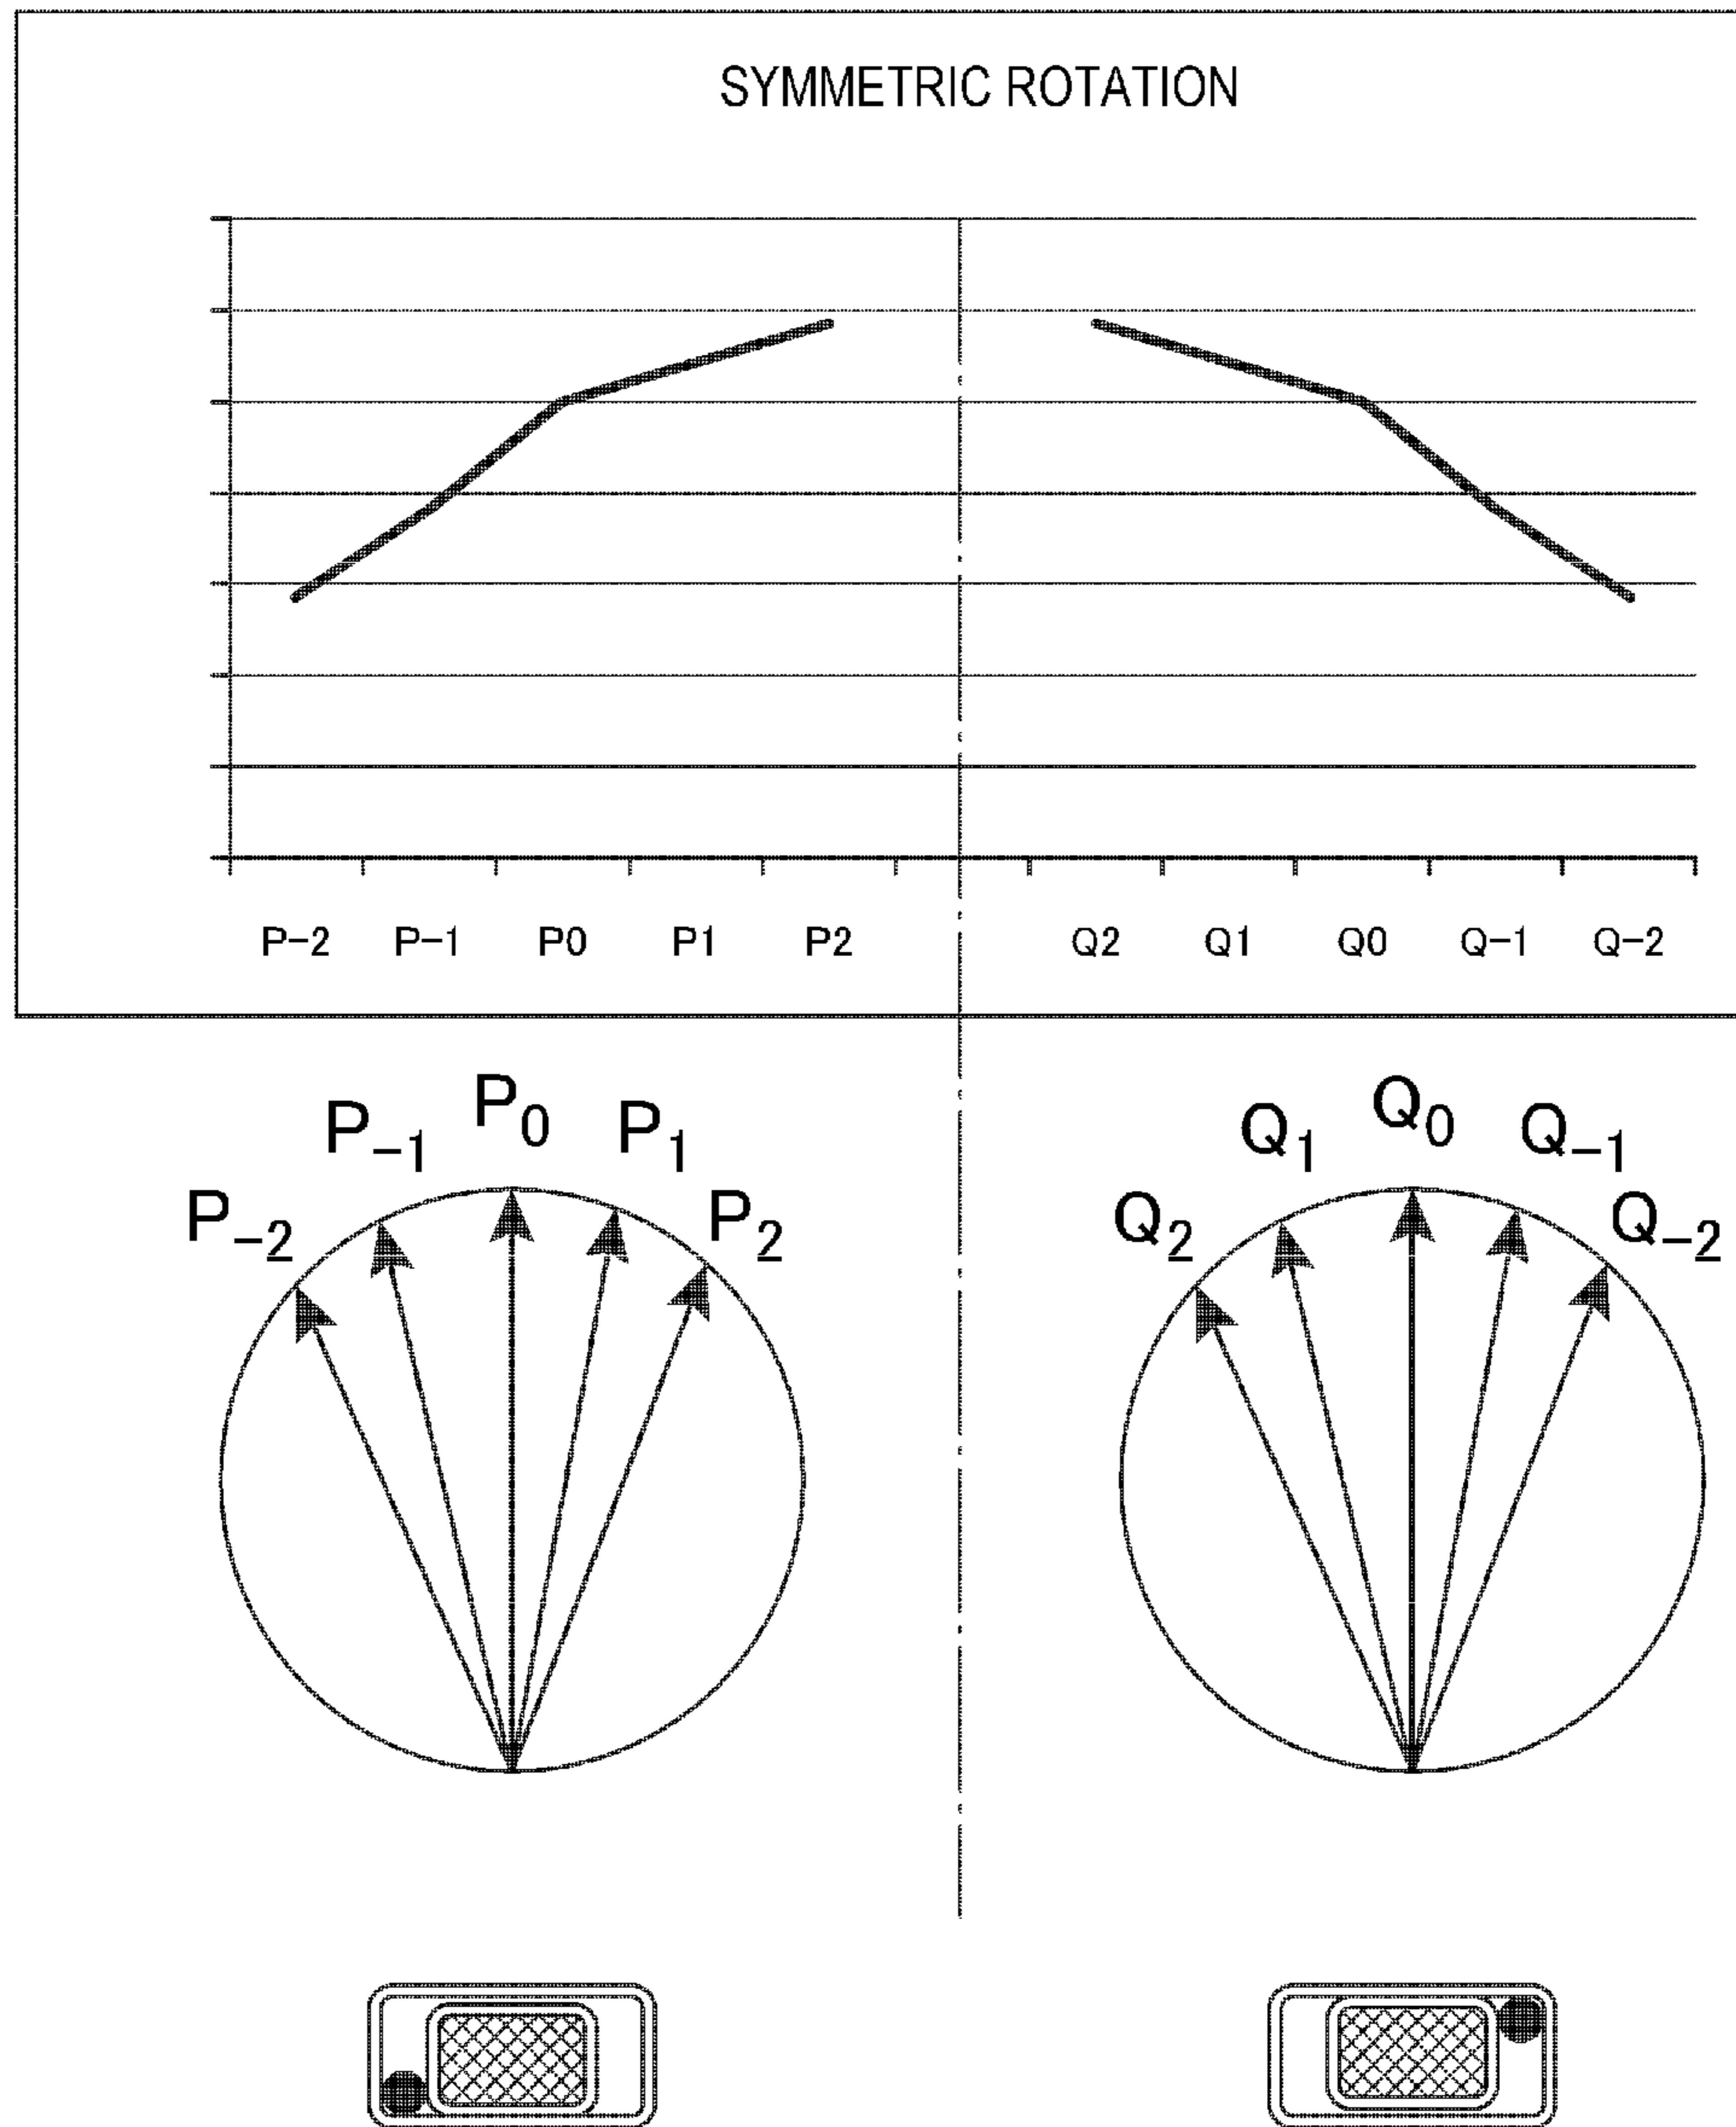 SYMMETRIC ROTATION
P-2 P-1 P0 P1 P2 Q2 Q1 Q0 Q-1 Q-2
P₋₂ P₋₁ P₀ P₁ P₂
Q₂ Q₁ Q₀ Q₋₁ Q₋₂